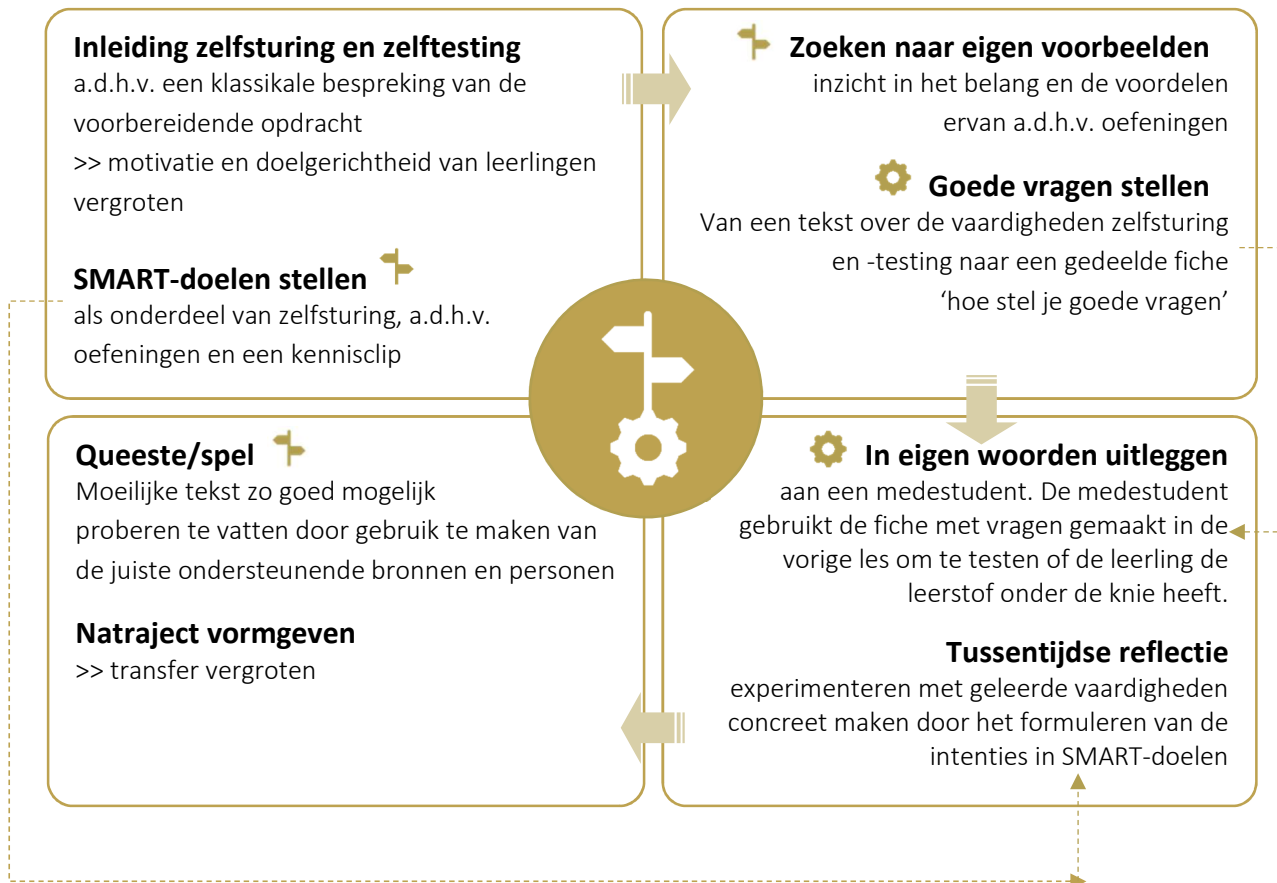 Inleiding zelfsturing en zelftesting
a.d.h.v. een klassikale bespreking van de
voorbereidende opdracht
>> motivatie en doelgerichtheid van leerlingen
vergroten
SMART-doelen stellen
als onderdeel van zelfsturing, a.d.h.v.
oefeningen en een kennisclip
Zoeken naar eigen voorbeelden
inzicht in het belang en de voordelen
ervan a.d.h.v. oefeningen
Goede vragen stellen
Van een tekst over de vaardigheden zelfsturing
en -testing naar een gedeelde fiche
‘hoe stel je goede vragen’
In eigen woorden uitleggen
aan een medestudent. De medestudent
gebruikt de fiche met vragen gemaakt in de
vorige les om te testen of de leerling de
leerstof onder de knie heeft.
Tussentijdse reflectie
experimenteren met geleerde vaardigheden
concreet maken door het formuleren van de
intenties in SMART-doelen
Queeste/spel
Moeilijke tekst zo goed mogelijk
proberen te vatten door gebruik te maken van
de juiste ondersteunende bronnen en personen
Natraject vormgeven
>> transfer vergroten